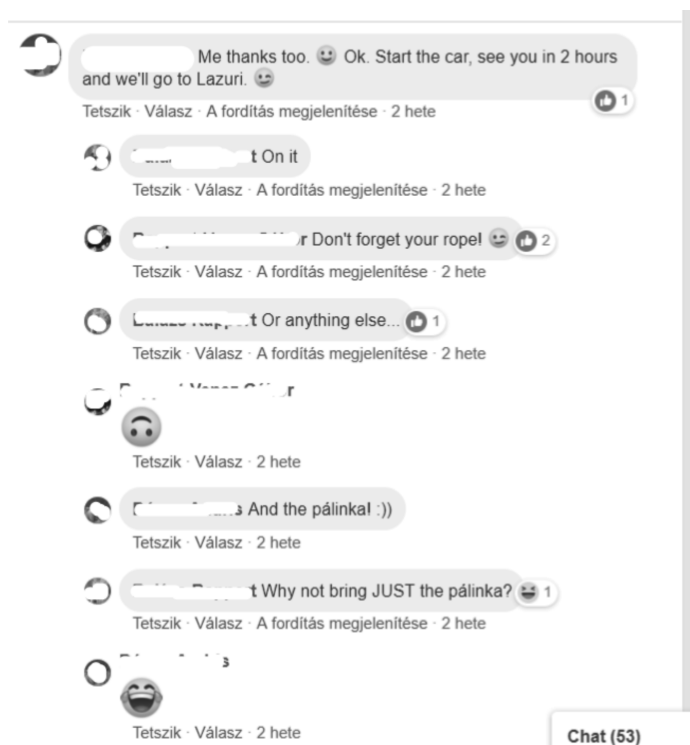 Me thanks too. Ok. Start the car, see you in 2 hours
and we'll go to Lazuri.
1
Tetszik · Válasz · A fordítás megjelenítése · 2 hete
On it
Tetszik · Válasz · A fordítás megjelenítése · 2 hete
Don't forget your rope!
2
Tetszik · Válasz · A fordítás megjelenítése · 2 hete
Or anything else...
1
Tetszik · Válasz · A fordítás megjelenítése · 2 hete
Tetszik · Válasz · 2 hete
And the pálinka! :))
Tetszik · Válasz · 2 hete
Why not bring JUST the pálinka?
1
Tetszik · Válasz · A fordítás megjelenítése · 2 hete
Tetszik · Válasz · 2 hete
Chat (53)